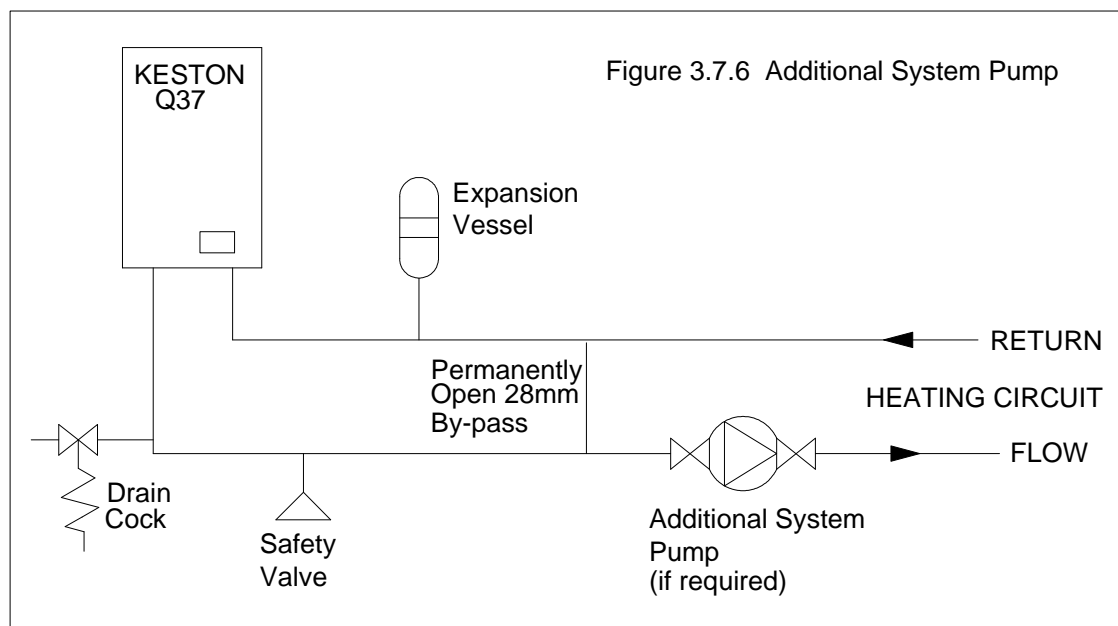 KESTON
Q37
Figure 3.7.6 Additional System Pump
Expansion
Vessel
RETURN
Permanently
Open 28mm
By-pass
HEATING CIRCUIT
FLOW
Drain
Cock
Safety
Valve
Additional System
Pump
(if required)